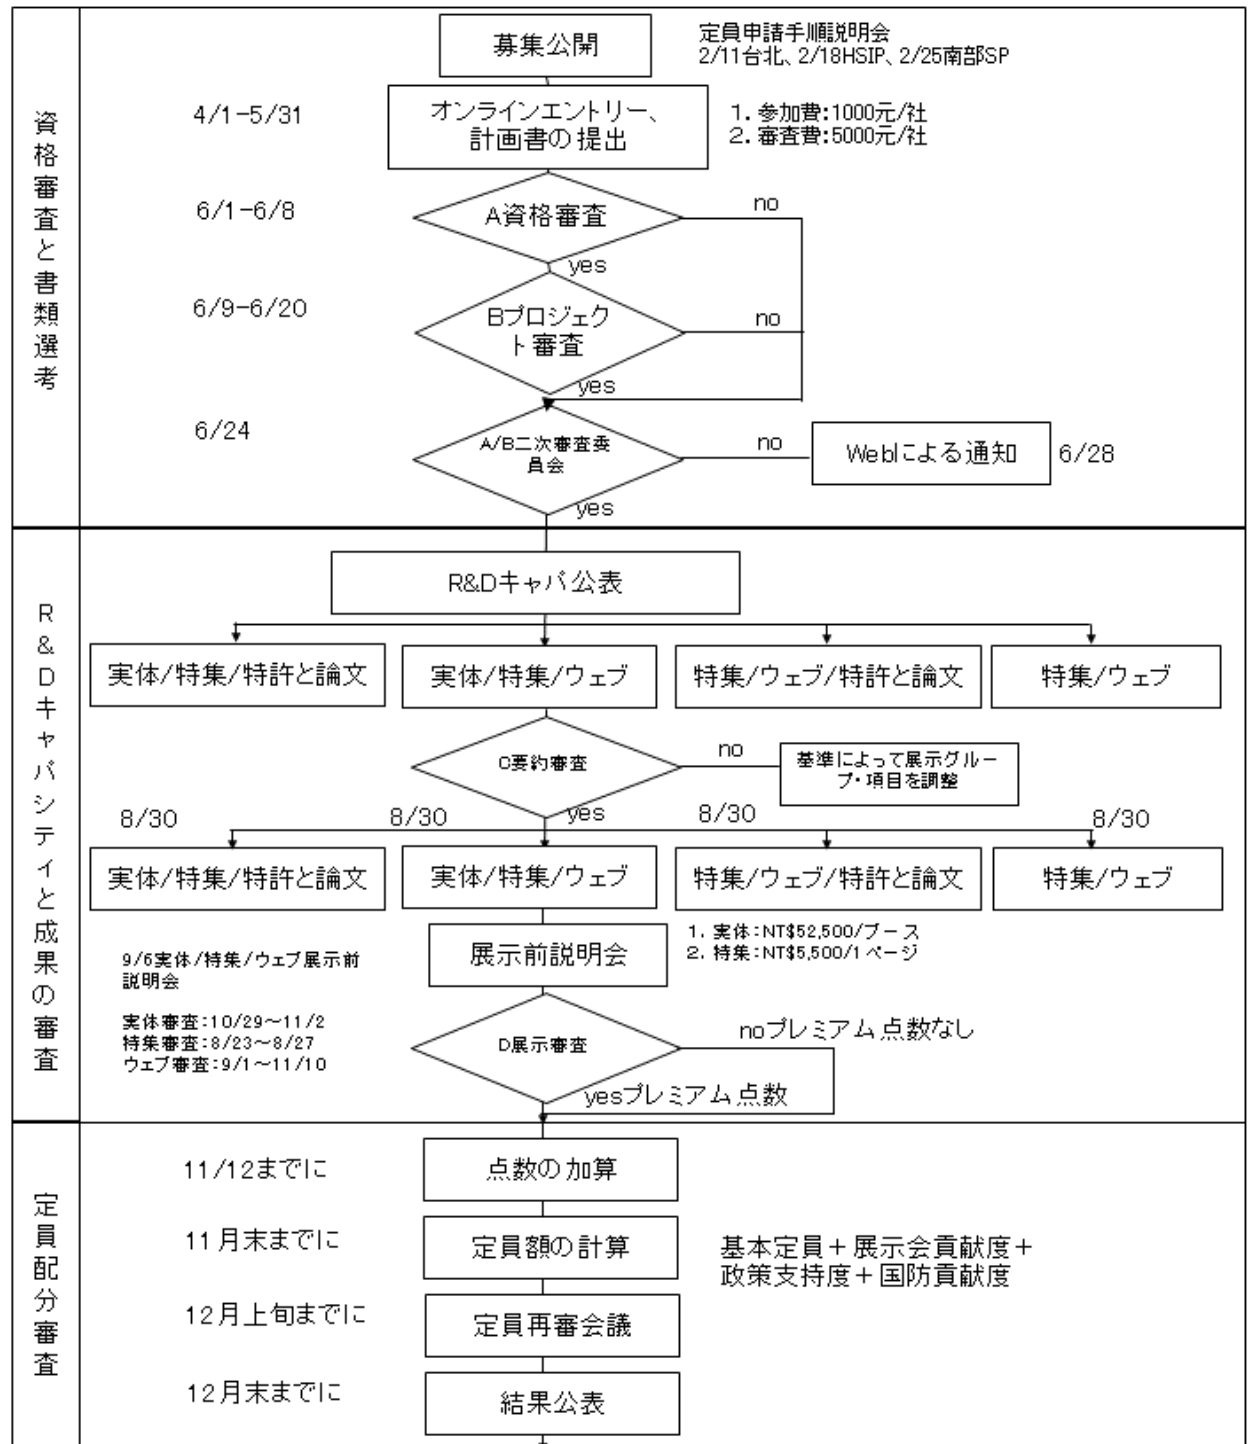 資格審査と書類選考
募集公開
定員申請手順説明会
2/11台北、2/18HSIP、2/25南部SP
4/1-5/31
オンラインエントリー、
計画書の提出
1. 参加費:1000元/社
2. 審査費:5000元/社
6/1-6/8
A資格審査
no
yes
6/9-6/20
Bプロジェク
ト審査
no
yes
6/24
A/B二次審査委
員会
no
Webによる通知
6/28
yes
R&Dキャパシティと成果の審査
R&Dキャパ公表
実体/特集/特許と論文
実体/特集/ウェブ
特集/ウェブ/特許と論文
特集/ウェブ
C要約審査
no
基準によって展示グルー
プ・項目を調整
yes
8/30
8/30
8/30
8/30
実体/特集/特許と論文
実体/特集/ウェブ
特集/ウェブ/特許と論文
特集/ウェブ
展示前説明会
1. 実体:NT$52,500/ブース
2. 特集:NT$5,500/1ページ
9/6実体/特集/ウェブ展示前
説明会
実体審査:10/29～11/2
特集審査:8/23～8/27
ウェブ審査:9/1～11/10
D展示審査
noプレミアム点数なし
yesプレミアム点数
定員配分審査
11/12までに
点数の加算
11月末までに
定員額の計算
基本定員＋展示会貢献度＋
政策支持度＋国防貢献度
12月上旬までに
定員再審会議
12月末までに
結果公表